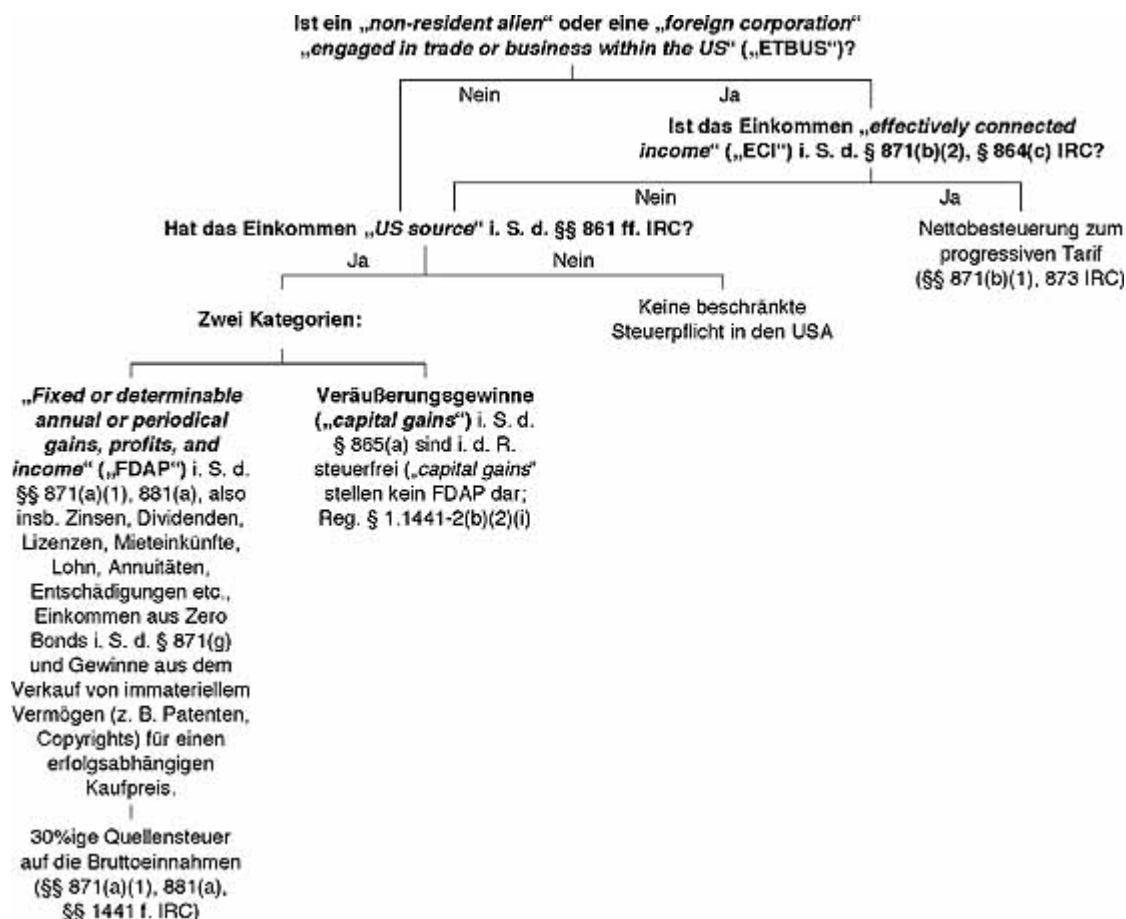 Ist ein „non-resident alien“ oder eine „foreign corporation“
„engaged in trade or business within the US“ („ETBUS“)?
Nein
Ja
Ist das Einkommen „effectively connected
income“ („ECI“) i. S. d. § 871(b)(2), § 864(c) IRC?
Nein
Ja
Hat das Einkommen „US source“ i. S. d. §§ 861 ff. IRC?
Nettobesteuerung zum
progressiven Tarif
(§§ 871(b)(1), 873 IRC)
Ja
Nein
Zwei Kategorien:
Keine beschränkte
Steuerpflicht in den USA
„Fixed or determinable
annual or periodical
gains, profits, and
income“ („FDAP“) i. S. d.
§§ 871(a)(1), 881(a), also
insb. Zinsen, Dividenden,
Lizenzen, Mieteinkünfte,
Lohn, Annuitäten,
Entschädigungen etc.,
Einkommen aus Zero
Bonds i. S. d. § 871(g)
und Gewinne aus dem
Verkauf von immateriellem
Vermögen (z. B. Patenten,
Copyrights) für einen
erfolgsabhängigen
Kaufpreis.
Veräußerungsgewinne
(„capital gains“) i. S. d.
§ 865(a) sind i. d. R.
steuerfrei („capital gains“
stellen kein FDAP dar;
Reg. § 1.1441-2(b)(2)(i)
30%ige Quellensteuer
auf die Bruttoeinnahmen
(§§ 871(a)(1), 881(a),
§§ 1441 f. IRC)